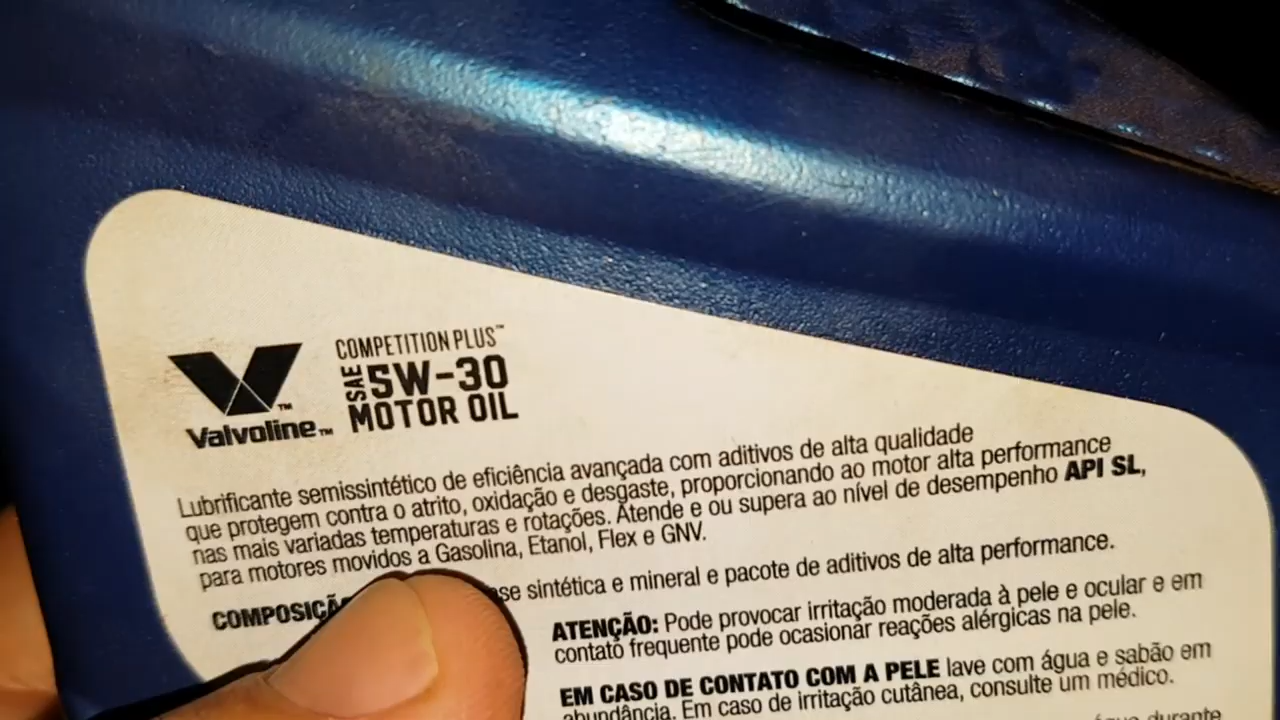 COMPETITION PLUS™
SAE 5W-30
MOTOR OIL
Valvoline™
Lubrificante semissintético de eficiência avançada com aditivos de alta qualidade
que protegem contra o atrito, oxidação e desgaste, proporcionando ao motor alta performance
nas mais variadas temperaturas e rotações. Atende e ou supera ao nível de desempenho API SL,
para motores movidos a Gasolina, Etanol, Flex e GNV.
sintética e mineral e pacote de aditivos de alta performance.
ATENÇÃO: Pode provocar irritação moderada à pele e ocular e em
contato frequente pode ocasionar reações alérgicas na pele.
EM CASO DE CONTATO COM A PELE lave com água e sabão em
abundância. Em caso de irritação cutânea, consulte um médico.
durante